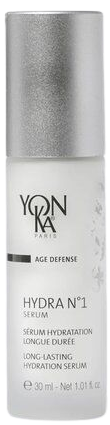 YON
KA
PARIS
AGE DEFENSE
HYDRA N°1
SERUM
SÉRUM HYDRATATION
LONGUE DURÉE
LONG-LASTING
HYDRATION SERUM
℮ 30 ml - Net 1.01 fl.oz